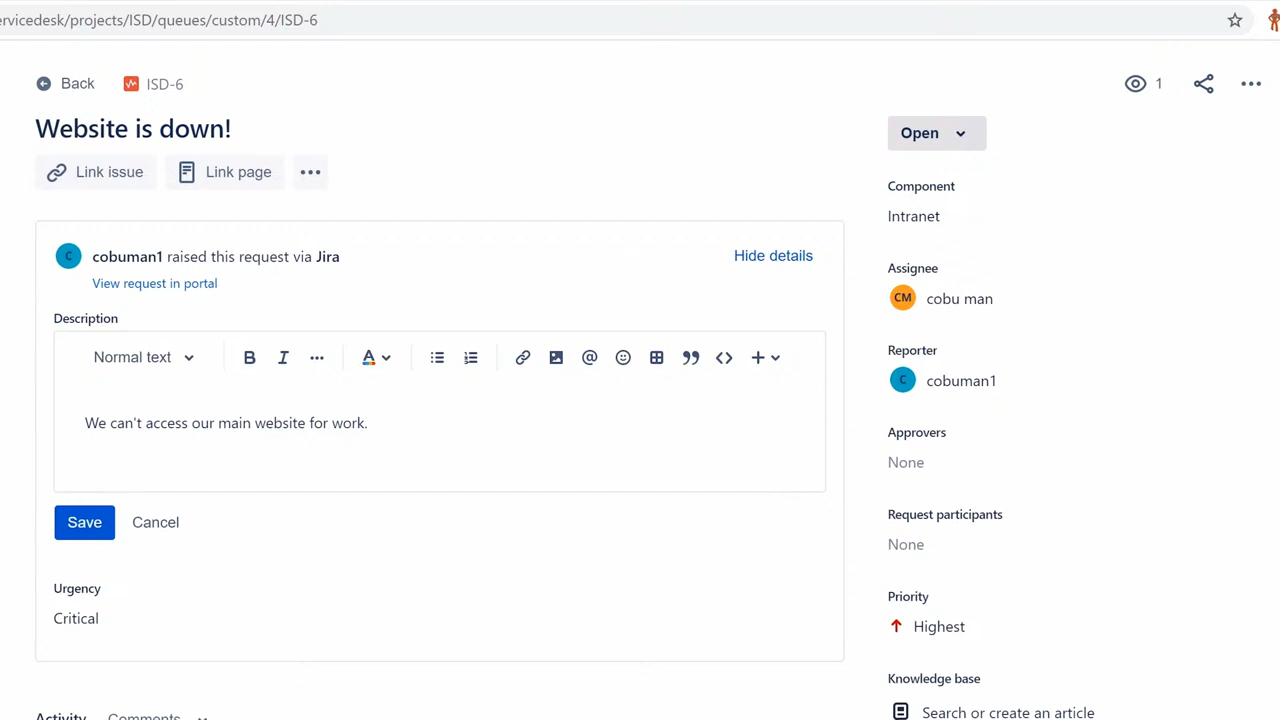 ervicedesk/projects/ISD/queues/custom/4/ISD-6
Back ISD-6 1
Website is down!
Link issue Link page
Open
Component
Intranet
cobuman1 raised this request via Jira Hide details
View request in portal
Assignee
CM cobu man
Description
Normal text B I A
We can't access our main website for work.
Reporter
C cobuman1
Approvers
None
Save Cancel
Request participants
None
Urgency
Critical
Priority
Highest
Knowledge base
Search or create an article
Activity Comments